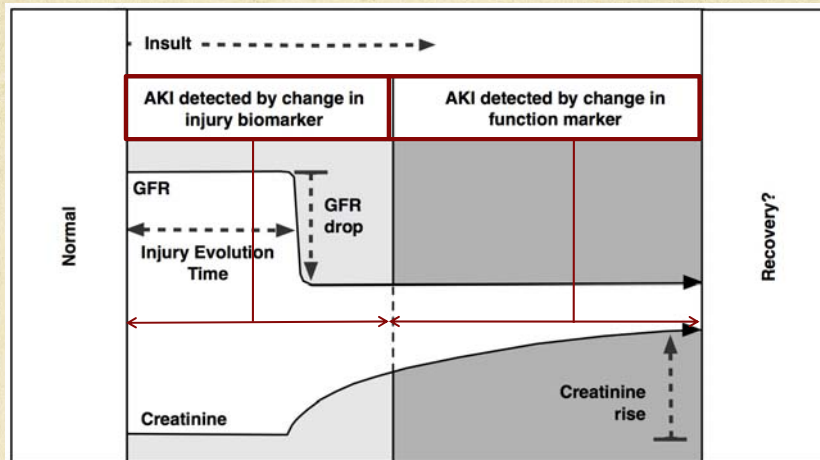 Insult
AKI detected by change in
injury biomarker
AKI detected by change in
function marker
GFR
GFR
drop
Injury Evolution
Time
Normal
Recovery?
Creatinine
Creatinine
rise